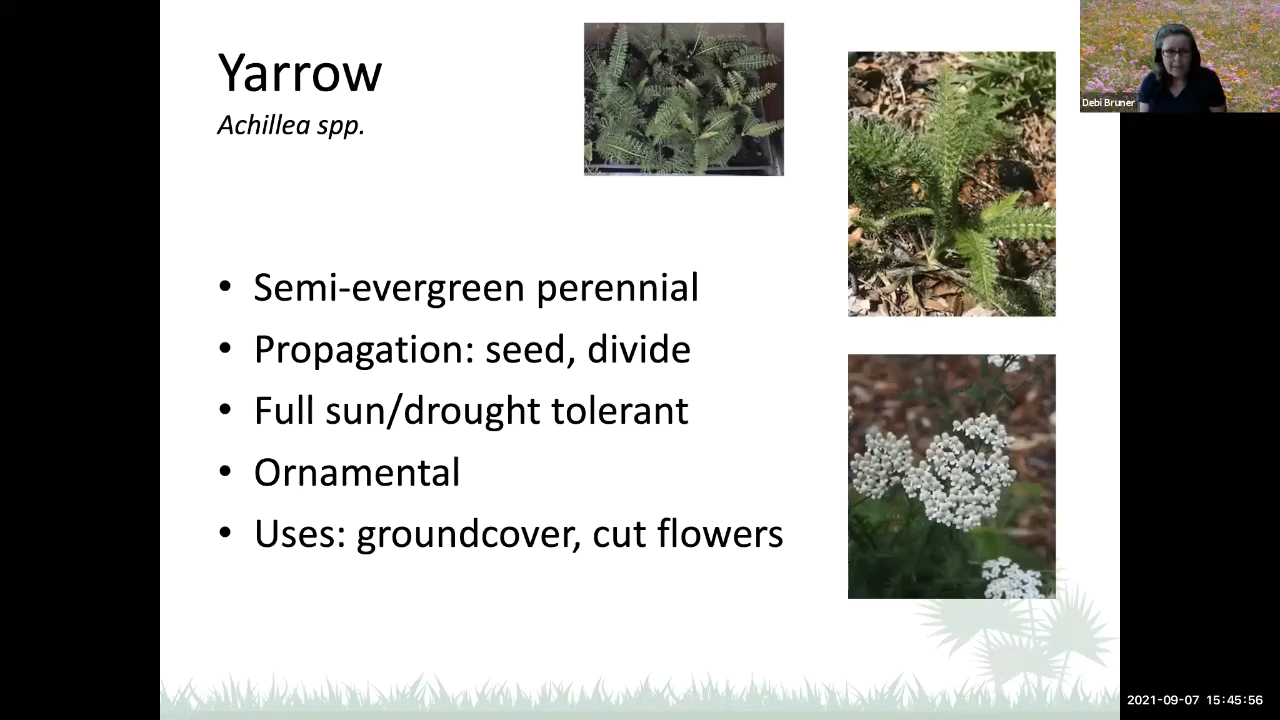 Yarrow
Achillea spp.
Debi Bruner
• Semi-evergreen perennial
• Propagation: seed, divide
• Full sun/drought tolerant
• Ornamental
• Uses: groundcover, cut flowers
2021-09-07 15:45:56